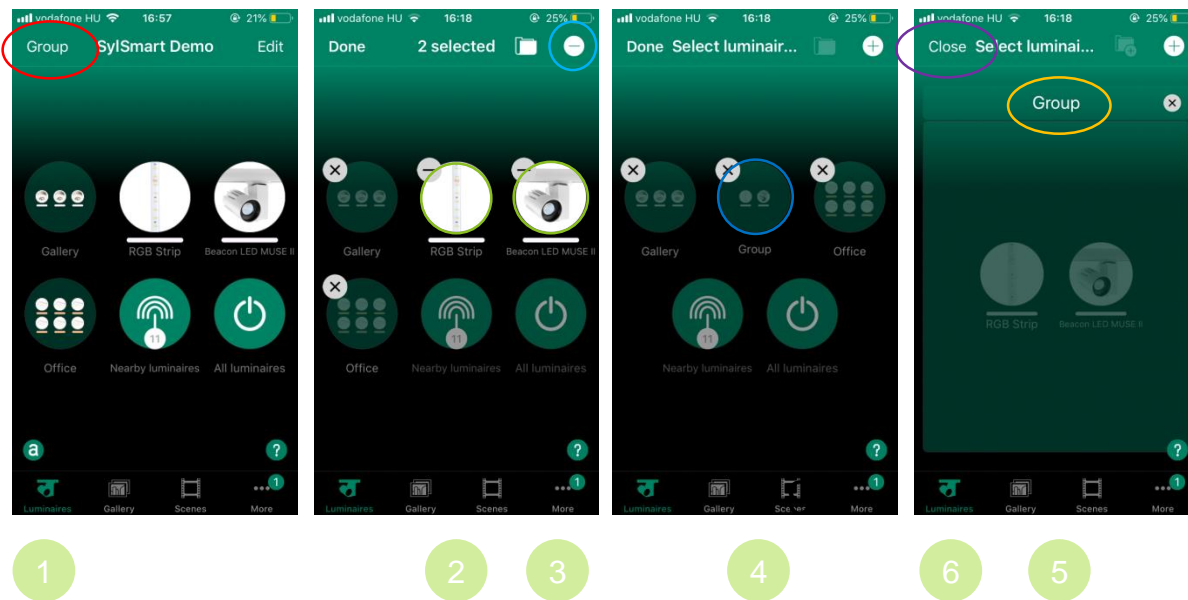 vodafone HU 16:57 21%
Group SylSmart Demo Edit
Gallery RGB Strip Beacon LED MUSE II
11
Office Nearby luminaires All luminaires
a ?
1
Luminaires Gallery Scenes More
vodafone HU 16:18 25%
Done 2 selected
Gallery RGB Strip Beacon LED MUSE II
11
Office Nearby luminaires All luminaires
?
1
Luminaires Gallery Scenes More
vodafone HU 16:18 25%
Done Select luminair...
Gallery Group Office
11
Nearby luminaires All luminaires
?
1
Luminaires Gallery More
vodafone HU 16:18 25%
Close Select luminai...
Group
RGB Strip Beacon LED MUSE II
?
1
Luminaires Gallery Scenes More
1 2 3 4 6 5